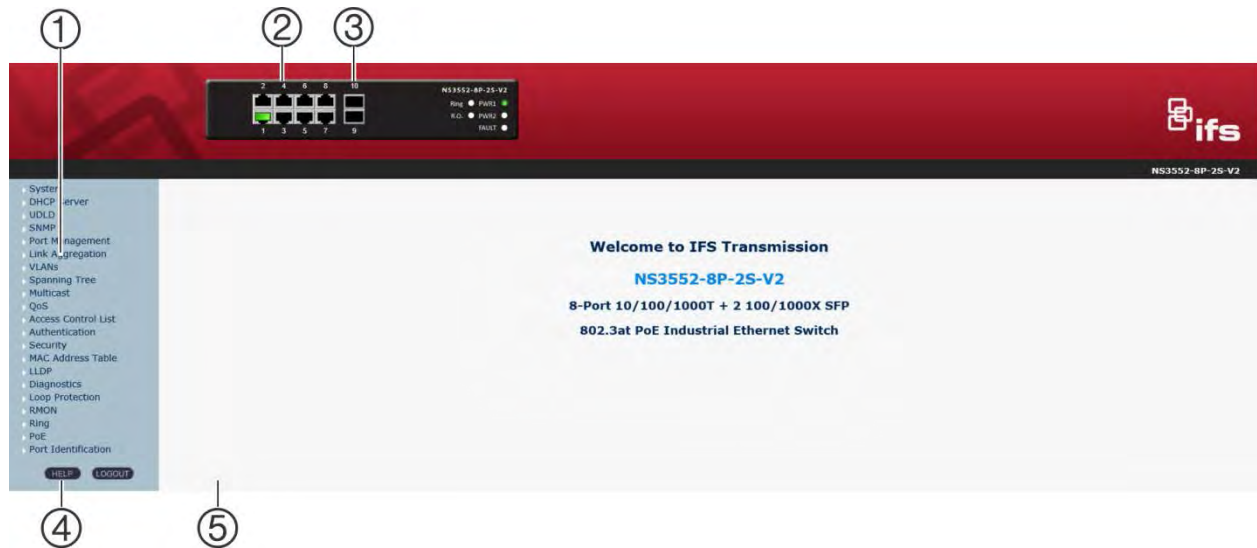 1 2 3
2 4 6 8 10
NS3552-8P-2S-V2
Ring PWR1
R.O. PWR2
FAULT
1 3 5 7 9
ifs
NS3552-8P-2S-V2
System
DHCP Server
UDLD
SNMP
Port Management
Link Aggregation
VLANs
Spanning Tree
Multicast
QoS
Access Control List
Authentication
Security
MAC Address Table
LLDP
Diagnostics
Loop Protection
RMON
Ring
PoE
Port Identification
HELP LOGOUT
Welcome to IFS Transmission
NS3552-8P-2S-V2
8-Port 10/100/1000T + 2 100/1000X SFP
802.3at PoE Industrial Ethernet Switch
4 5